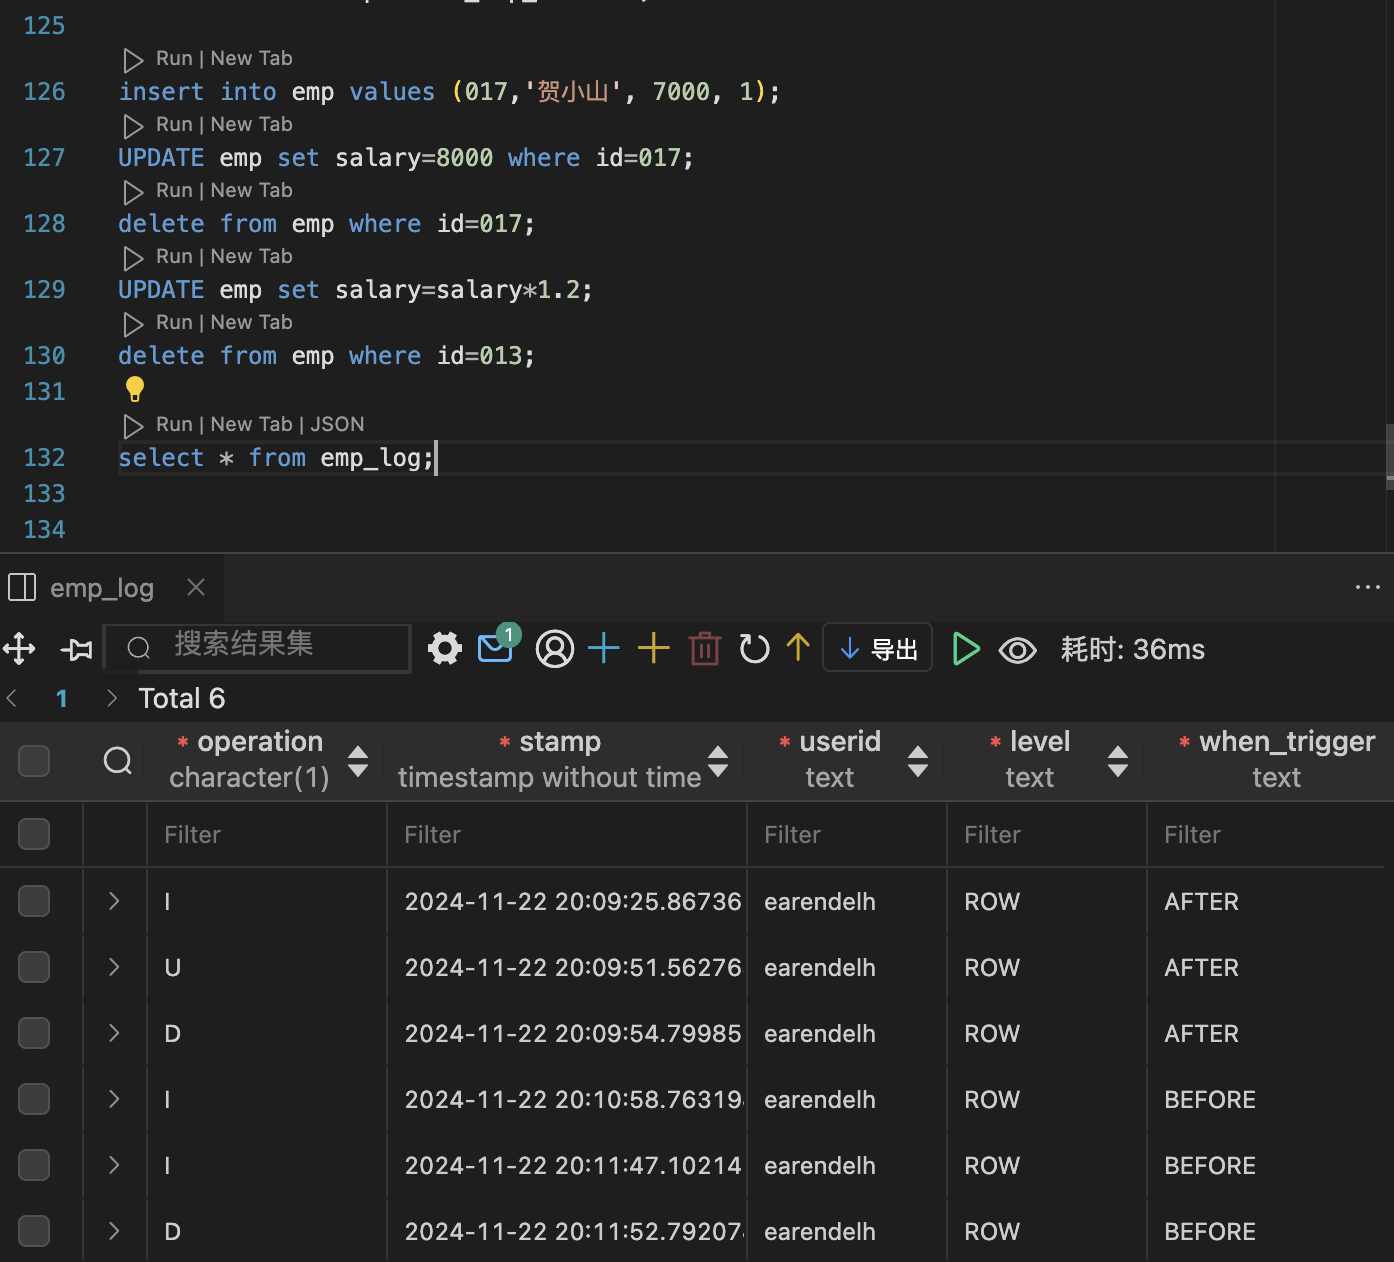 125
Run | New Tab
126 insert into emp values (017,'贺小山', 7000, 1);
Run | New Tab
127 UPDATE emp set salary=8000 where id=017;
Run | New Tab
128 delete from emp where id=017;
Run | New Tab
129 UPDATE emp set salary=salary*1.2;
Run | New Tab
130 delete from emp where id=013;
131
Run | New Tab | JSON
132 select * from emp_log;
133
134
emp_log
搜索结果集 1 导出 耗时: 36ms
1 Total 6
* operation * stamp * userid * level * when_trigger
character(1) timestamp without time text text text
Filter Filter Filter Filter Filter
I 2024-11-22 20:09:25.86736 earendelh ROW AFTER
U 2024-11-22 20:09:51.56276 earendelh ROW AFTER
D 2024-11-22 20:09:54.79985 earendelh ROW AFTER
I 2024-11-22 20:10:58.76319 earendelh ROW BEFORE
I 2024-11-22 20:11:47.10214 earendelh ROW BEFORE
D 2024-11-22 20:11:52.79207 earendelh ROW BEFORE